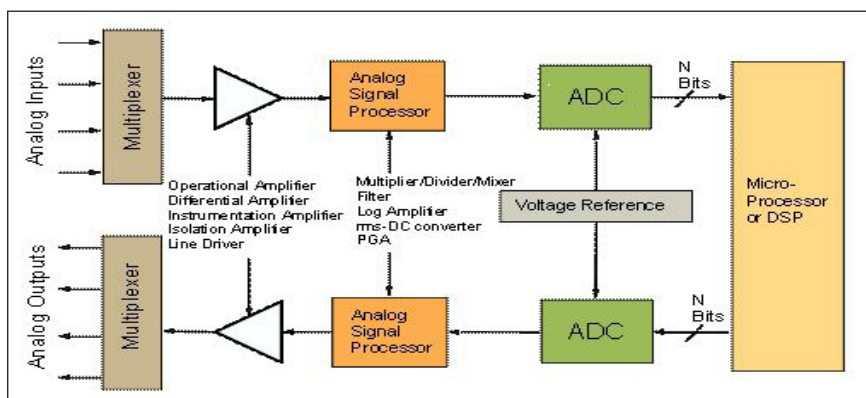 Analog Inputs
Multiplexer
Analog
Signal
Processor
ADC
N
Bits
Operational Amplifier
Differential Amplifier
Instrumentation Amplifier
Isolation Amplifier
Line Driver
Multiplier/Divider/Mixer
Filter
Log Amplifier
rms-DC converter
PGA
Voltage Reference
Micro-
Processor
or DSP
Analog Outputs
Multiplexer
Analog
Signal
Processor
ADC
N
Bits